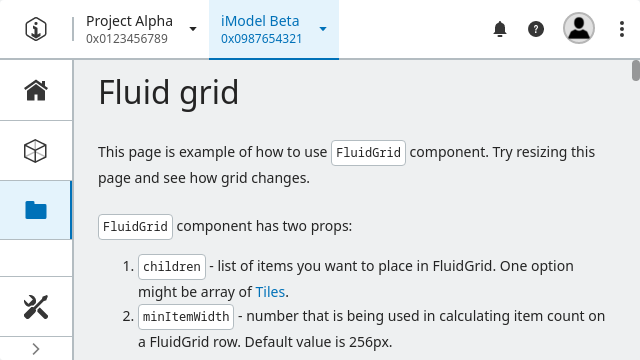 Project Alpha
0x0123456789
iModel Beta
0x0987654321
Fluid grid
This page is example of how to use FluidGrid component. Try resizing this
page and see how grid changes.
FluidGrid component has two props:
1. children - list of items you want to place in FluidGrid. One option
might be array of Tiles.
2. minItemWidth - number that is being used in calculating item count on
a FluidGrid row. Default value is 256px.